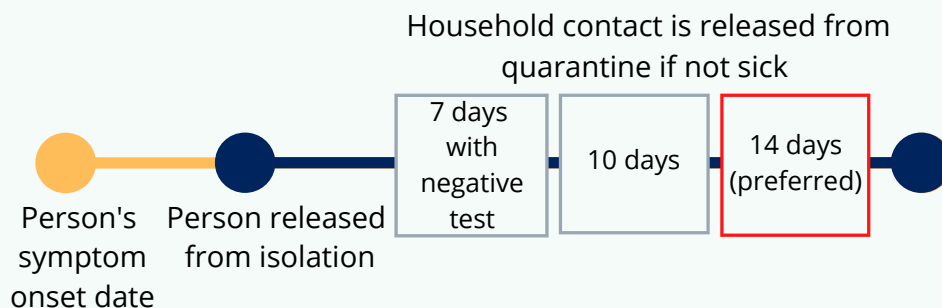 Household contact is released from
quarantine if not sick
7 days
with
negative
test
10 days
14 days
(preferred)
Person's
symptom
onset date
Person released
from isolation